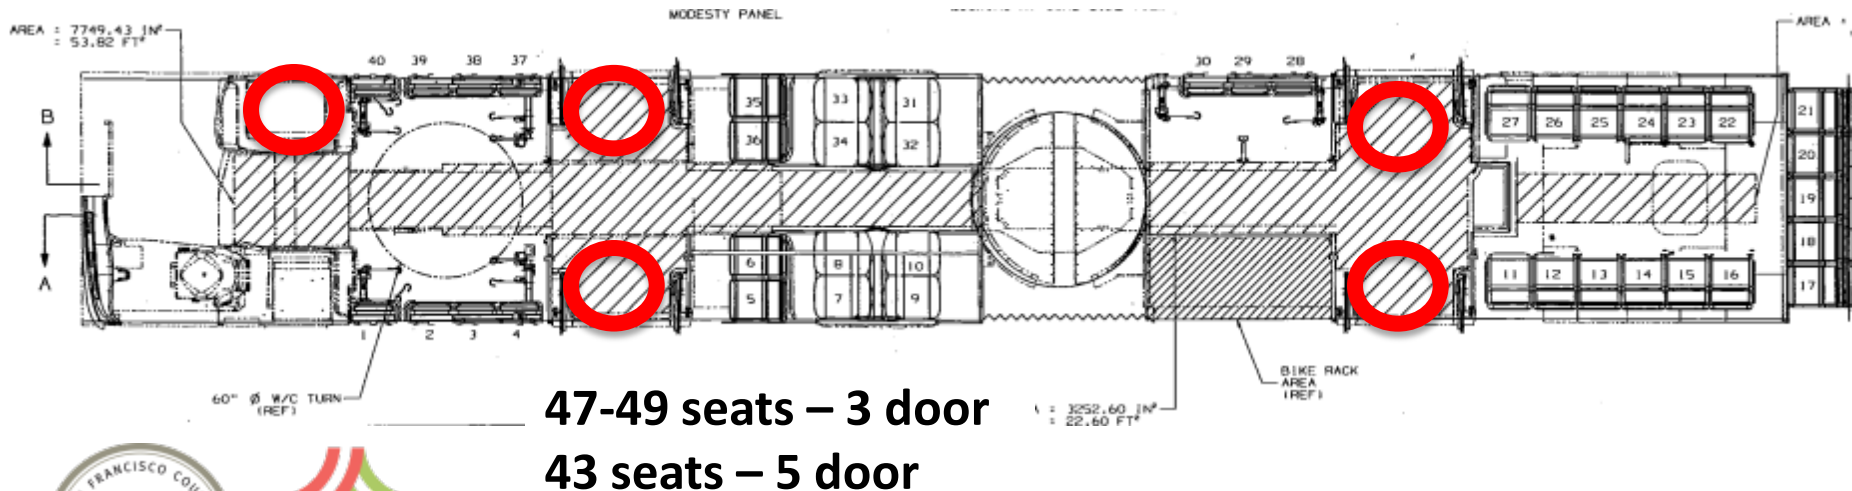 MODESTY PANEL
AREA : 7749.43 IN²
: 53.82 FT²
AREA :
40 39 38 37
30 29 28
B
35 33 31
36 34 32
27 26 25 24 23 22
21
20
19
18
17
6 8 10
5 7 9
11 12 13 14 15 16
A
1 2 3 4
60" Ø W/C TURN
(REF)
BIKE RACK
AREA
(REF)
: 3252.60 IN²
: 22.60 FT²
47-49 seats – 3 door
43 seats – 5 door
FRANCISCO COU